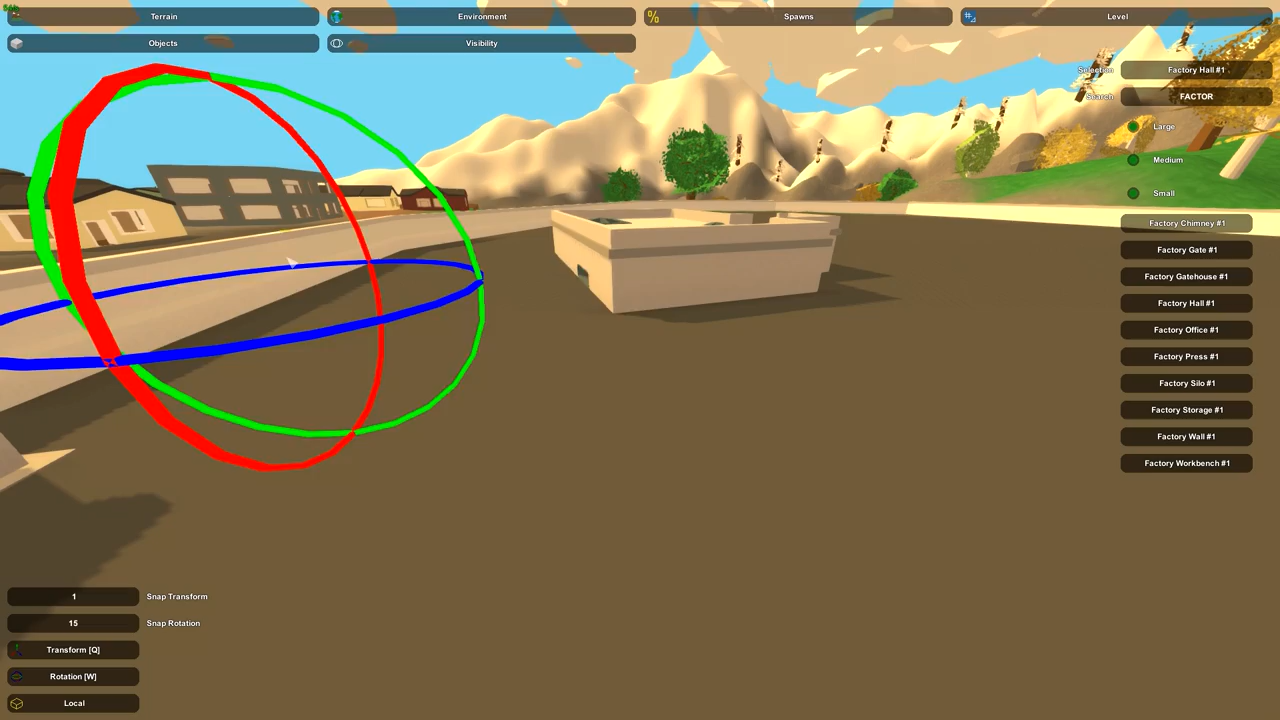 Terrain
Environment
Spawns
Level
Objects
Visibility
Selection
Factory Hall #1
Search
FACTOR
Large
Medium
Small
Factory Chimney #1
Factory Gate #1
Factory Gatehouse #1
Factory Hall #1
Factory Office #1
Factory Press #1
Factory Silo #1
Factory Storage #1
Factory Wall #1
Factory Workbench #1
1 Snap Transform
15 Snap Rotation
Transform [Q]
Rotation [W]
Local